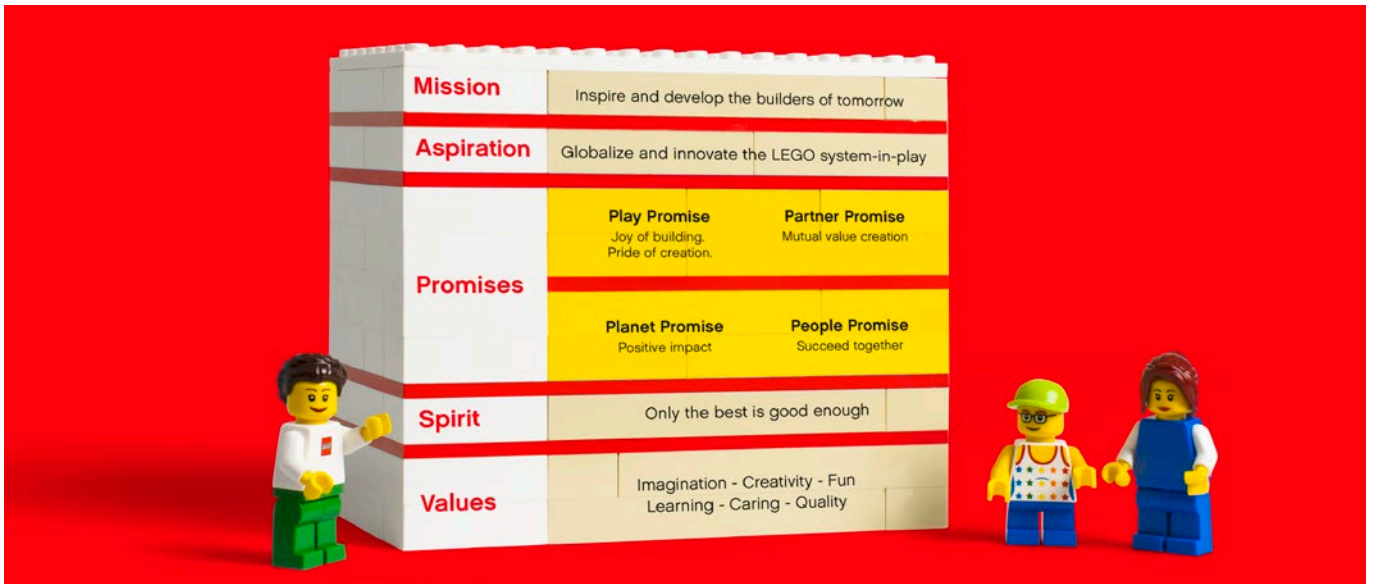 Mission
Inspire and develop the builders of tomorrow
Aspiration
Globalize and innovate the LEGO system-in-play
Promises
Play Promise
Joy of building.
Pride of creation.
Partner Promise
Mutual value creation
Planet Promise
Positive impact
People Promise
Succeed together
Spirit
Only the best is good enough
Values
Imagination - Creativity - Fun
Learning - Caring - Quality